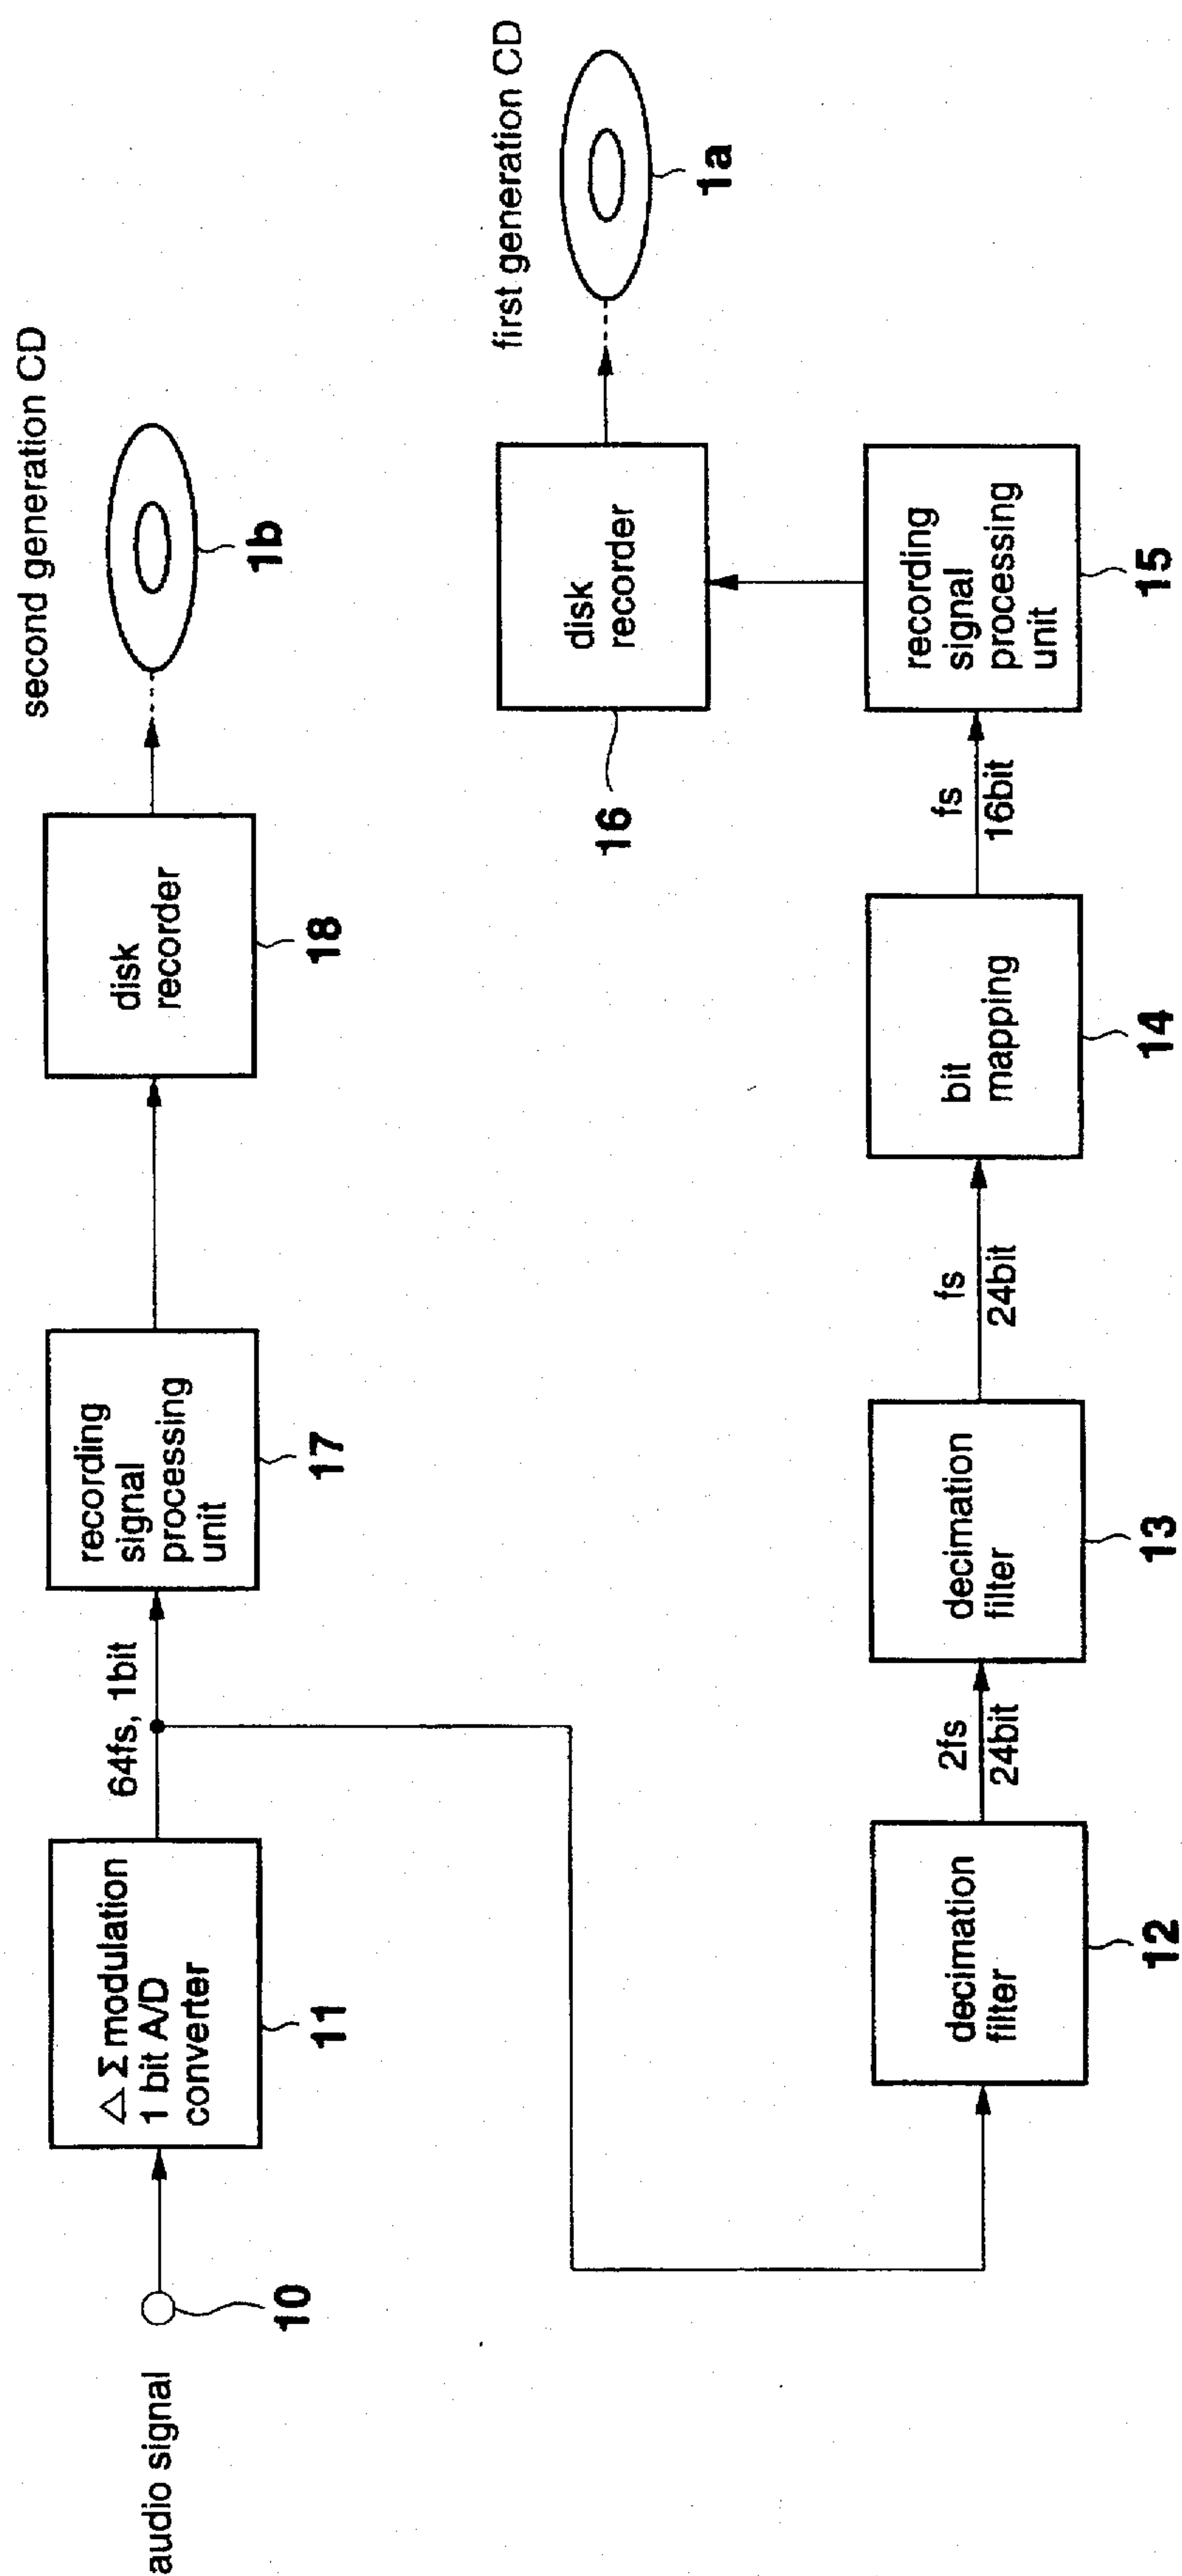 audio signal
10
△Σ modulation
1 bit A/D
converter
11
64fs, 1bit
recording
signal
processing
unit
17
disk
recorder
18
second generation CD
1b
decimation
filter
12
2fs
24bit
decimation
filter
13
fs
24bit
bit
mapping
14
fs
16bit
recording
signal
processing
unit
15
disk
recorder
16
first generation CD
1a